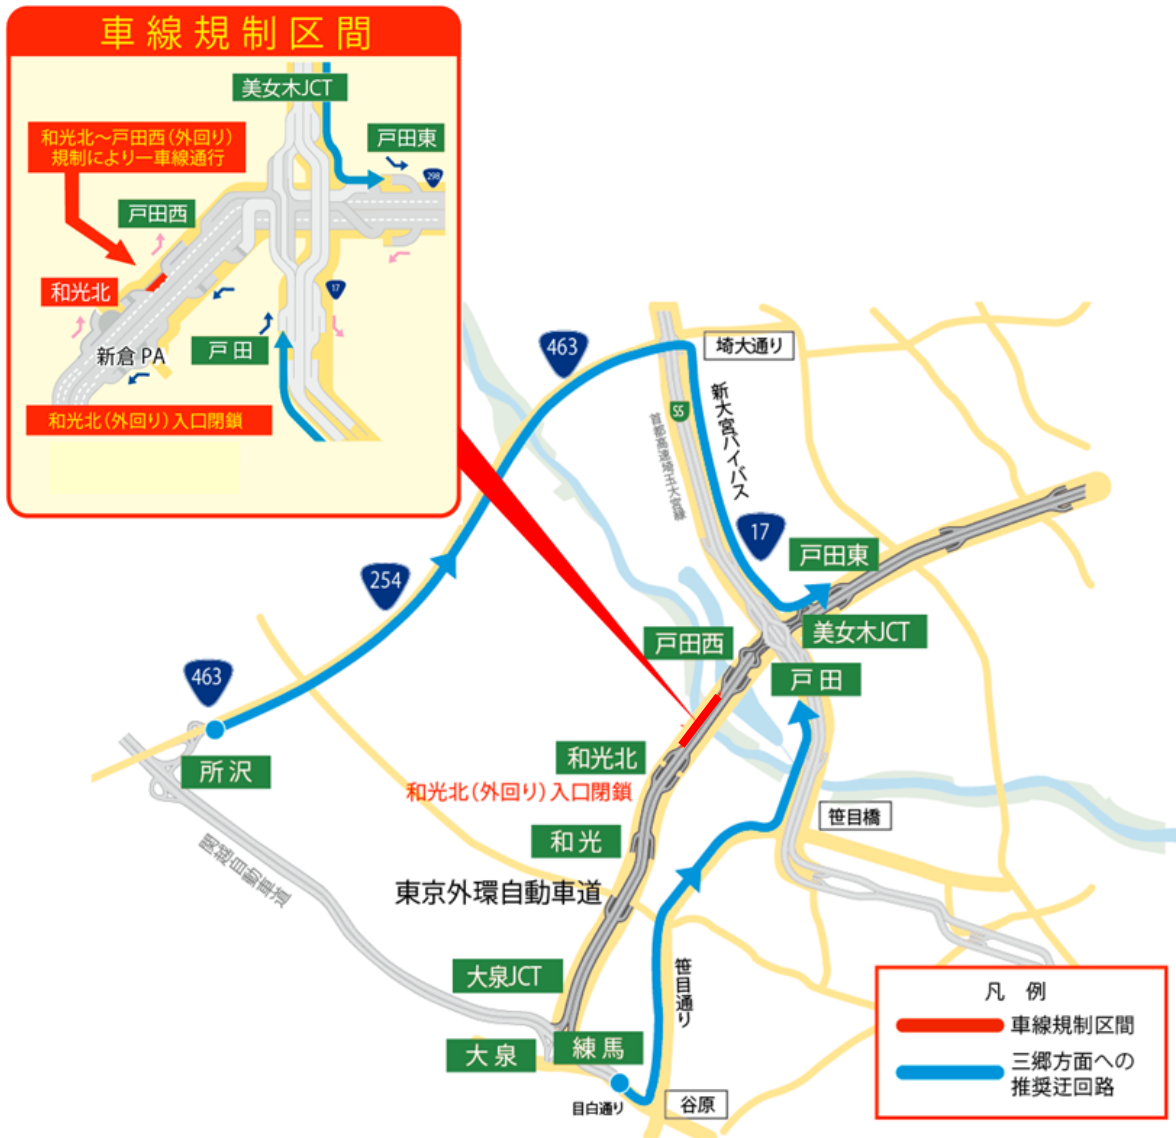 車線規制区間
美女木JCT
和光北～戸田西（外回り）
規制により一車線通行
戸田東
298
戸田西
和光北
17
新倉PA
戸田
和光北（外回り）入口閉鎖
463
埼大通り
S5
新大宮バイパス
首都高速埼玉大宮線
17
戸田東
254
美女木JCT
戸田西
463
戸田
所沢
和光北
和光北（外回り）入口閉鎖
笹目橋
和光
関越自動車道
東京外環自動車道
大泉JCT
笹目通り
大泉
練馬
目白通り
谷原
凡例
車線規制区間
三郷方面への
推奨迂回路